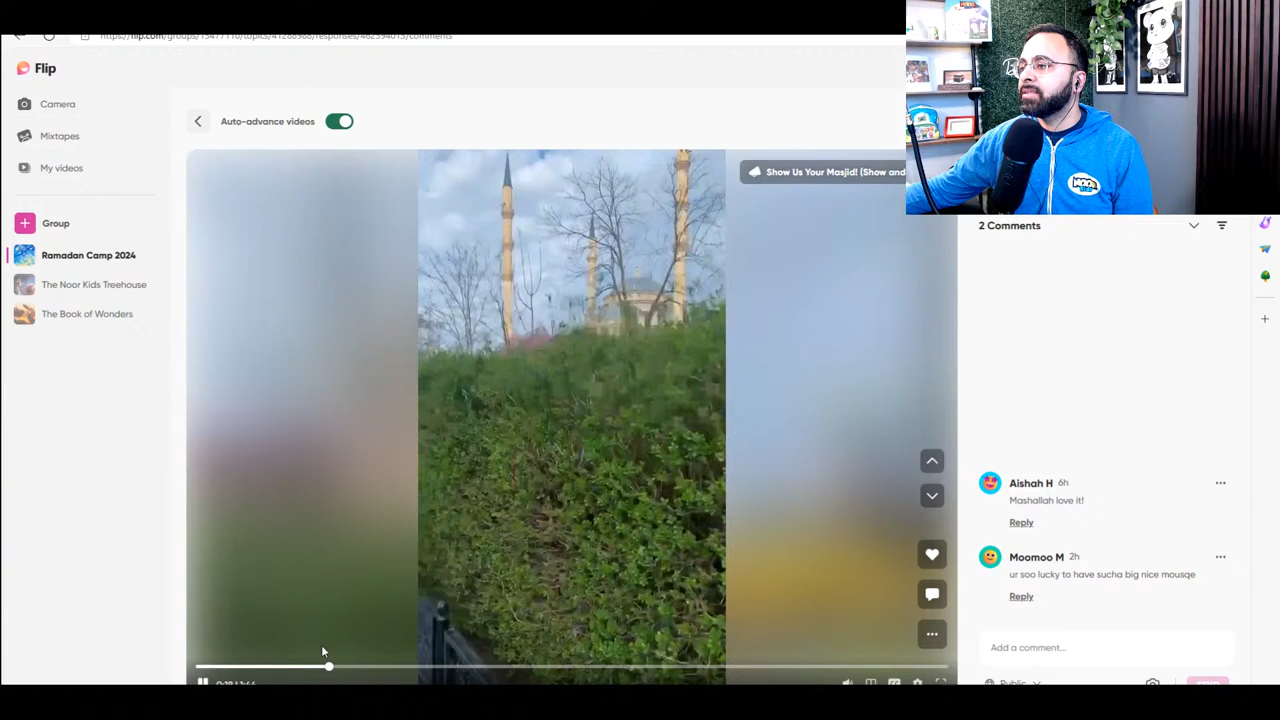 Flip
Camera
Mixtapes
My videos
Group
Ramadan Camp 2024
The Noor Kids Treehouse
The Book of Wonders
Auto-advance videos
Show Us Your Masjid! (Show and
2 Comments
Aishah H 6h
Mashallah love it!
Reply
Moomoo M 2h
ur soo lucky to have sucha big nice mousqe
Reply
Add a comment...